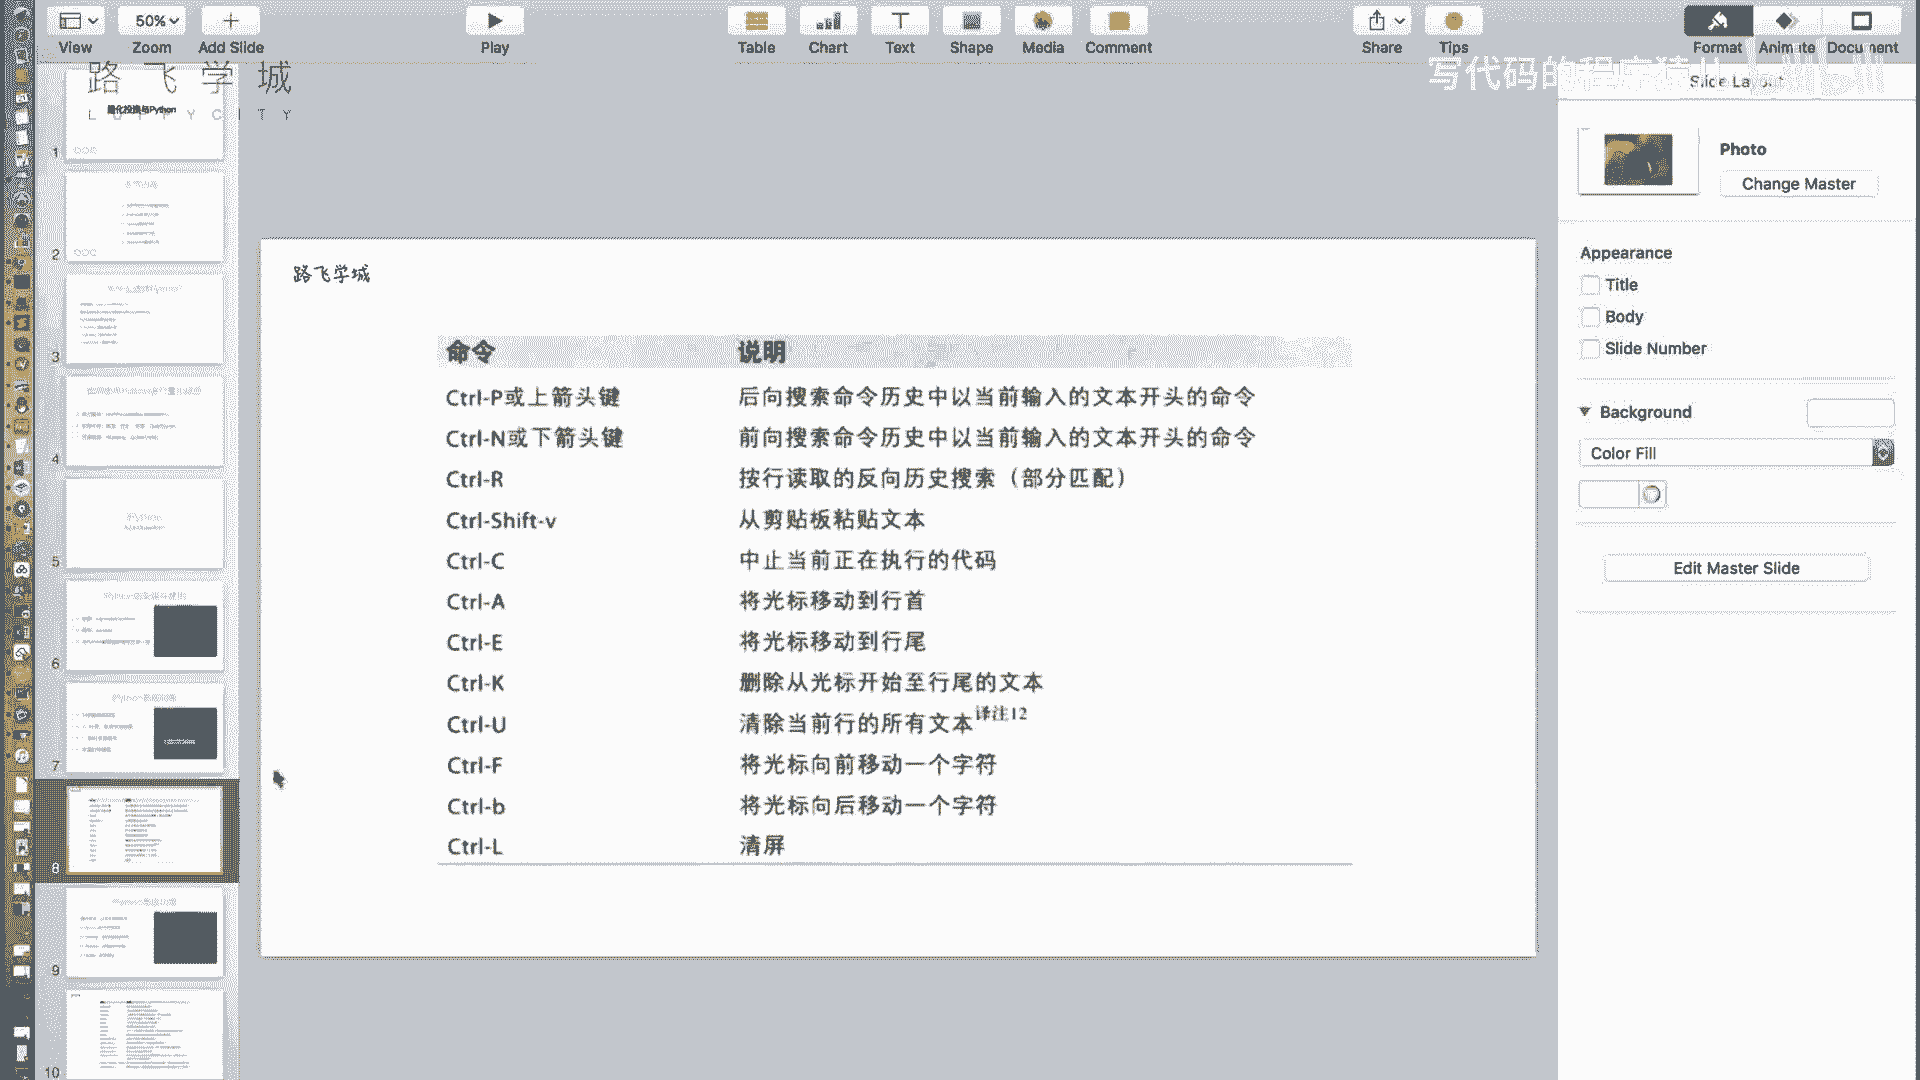 View
50%
Zoom
Add Slide
Play
Table
Chart
Text
Shape
Media
Comment
Share
Tips
Format
Animate
Document
路飞学城
L U F F Y C I T Y
写代码的程序猿
Slide Layout
量化投资与Python
1
2
3
4
5
6
7
8
9
10
路飞学城
命令 说明
Ctrl-P或上箭头键 后向搜索命令历史中以当前输入的文本开头的命令
Ctrl-N或下箭头键 前向搜索命令历史中以当前输入的文本开头的命令
Ctrl-R 按行读取的反向历史搜索（部分匹配）
Ctrl-Shift-v 从剪贴板粘贴文本
Ctrl-C 中止当前正在执行的代码
Ctrl-A 将光标移动到行首
Ctrl-E 将光标移动到行尾
Ctrl-K 删除从光标开始至行尾的文本
Ctrl-U 清除当前行的所有文本译注12
Ctrl-F 将光标向前移动一个字符
Ctrl-b 将光标向后移动一个字符
Ctrl-L 清屏
Photo
Change Master
Appearance
Title
Body
Slide Number
Background
Color Fill
Edit Master Slide